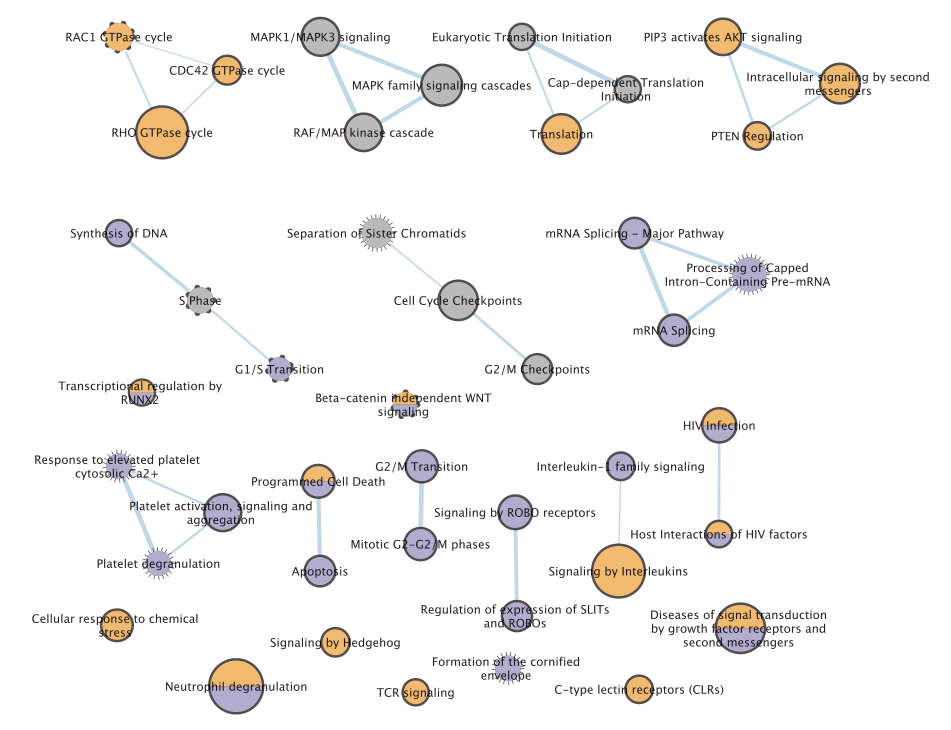 RAC1 GTPase cycle
CDC42 GTPase cycle
RHO GTPase cycle
MAPK1/MAPK3 signaling
MAPK family signaling cascades
RAF/MAP kinase cascade
Eukaryotic Translation Initiation
Cap-dependent Translation
Initiation
Translation
PIP3 activates AKT signaling
Intracellular signaling by second
messengers
PTEN Regulation
Synthesis of DNA
S Phase
G1/S Transition
Separation of Sister Chromatids
Cell Cycle Checkpoints
G2/M Checkpoints
mRNA Splicing - Major Pathway
Processing of Capped
Intron-Containing Pre-mRNA
mRNA Splicing
Transcriptional regulation by
RUNX2
Beta-catenin independent WNT
signaling
HIV Infection
Host Interactions of HIV factors
Response to elevated platelet
cytosolic Ca2+
Platelet activation, signaling and
aggregation
Platelet degranulation
Programmed Cell Death
Apoptosis
G2/M Transition
Mitotic G2-G2/M phases
Signaling by ROBO receptors
Regulation of expression of SLITs
and ROBOs
Interleukin-1 family signaling
Signaling by Interleukins
Cellular response to chemical
stress
Signaling by Hedgehog
Diseases of signal transduction
by growth factor receptors and
second messengers
Neutrophil degranulation
TCR signaling
Formation of the cornified
envelope
C-type lectin receptors (CLRs)